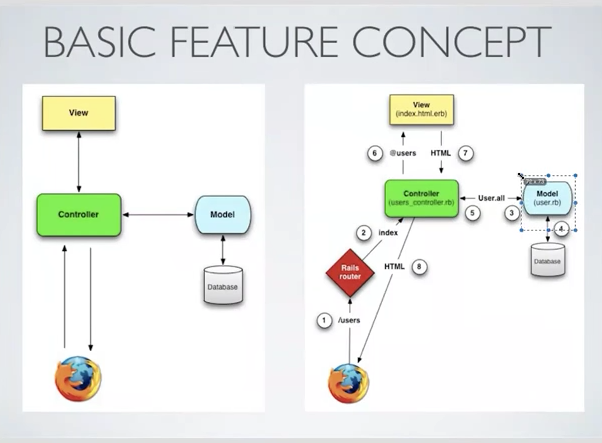 BASIC FEATURE CONCEPT
View
Controller
Model
Database
View
(index.html.erb)
6
@users
HTML
7
Controller
(users_controller.rb)
User.all
5
3
Model
(user.rb)
4
Database
2
index
Rails
router
HTML
8
1
/users